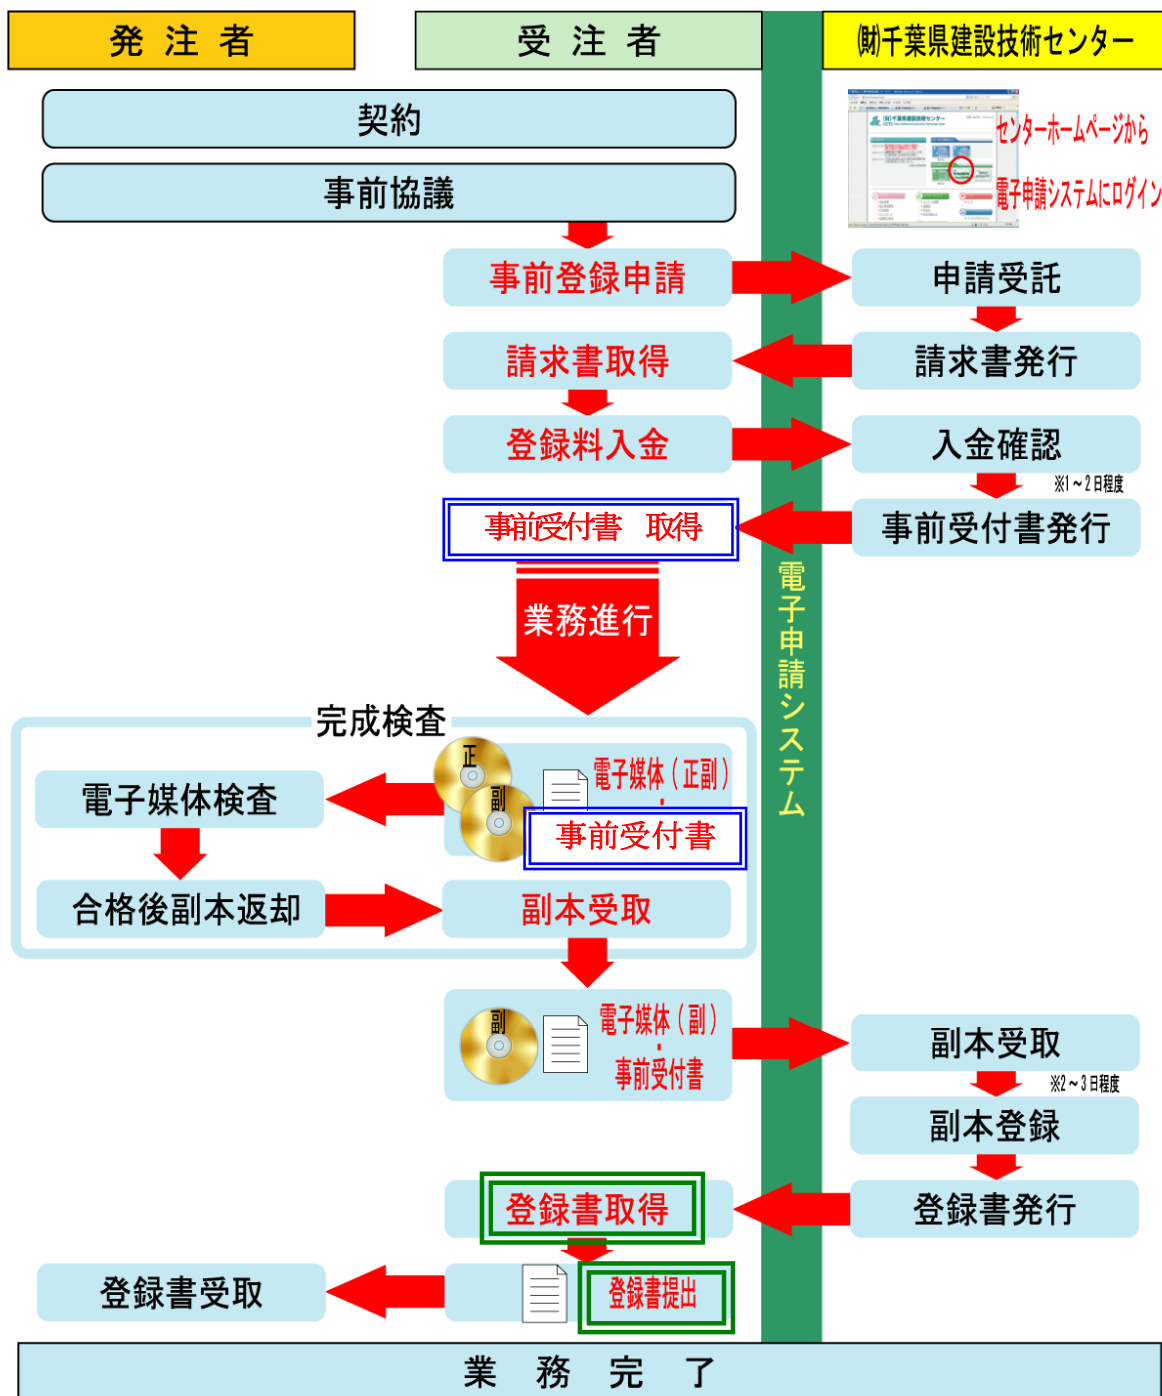 発注者
受注者
㈶千葉県建設技術センター
契約
事前協議
センターホームページから
電子申請システムにログイン
事前登録申請
申請受託
請求書取得
請求書発行
登録料入金
入金確認
※1～2日程度
事前受付書 取得
事前受付書発行
電子申請システム
業務進行
完成検査
正
副
電子媒体(正副)
・
事前受付書
電子媒体検査
合格後副本返却
副本受取
副
電子媒体(副)
・
事前受付書
副本受取
※2～3日程度
副本登録
登録書取得
登録書発行
登録書受取
登録書提出
業務完了